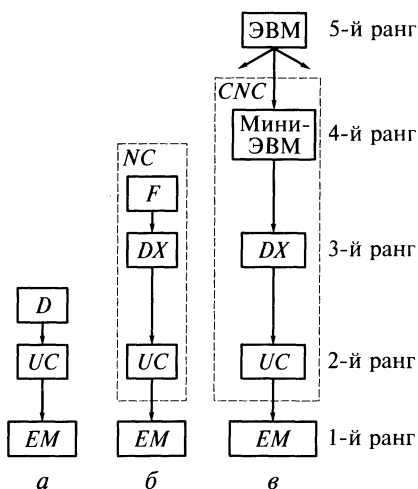 ЭВМ 5-й ранг
CNC
Мини-
ЭВМ 4-й ранг
NC
F
DX DX 3-й ранг
D
UC UC UC 2-й ранг
EM EM EM 1-й ранг
а б в